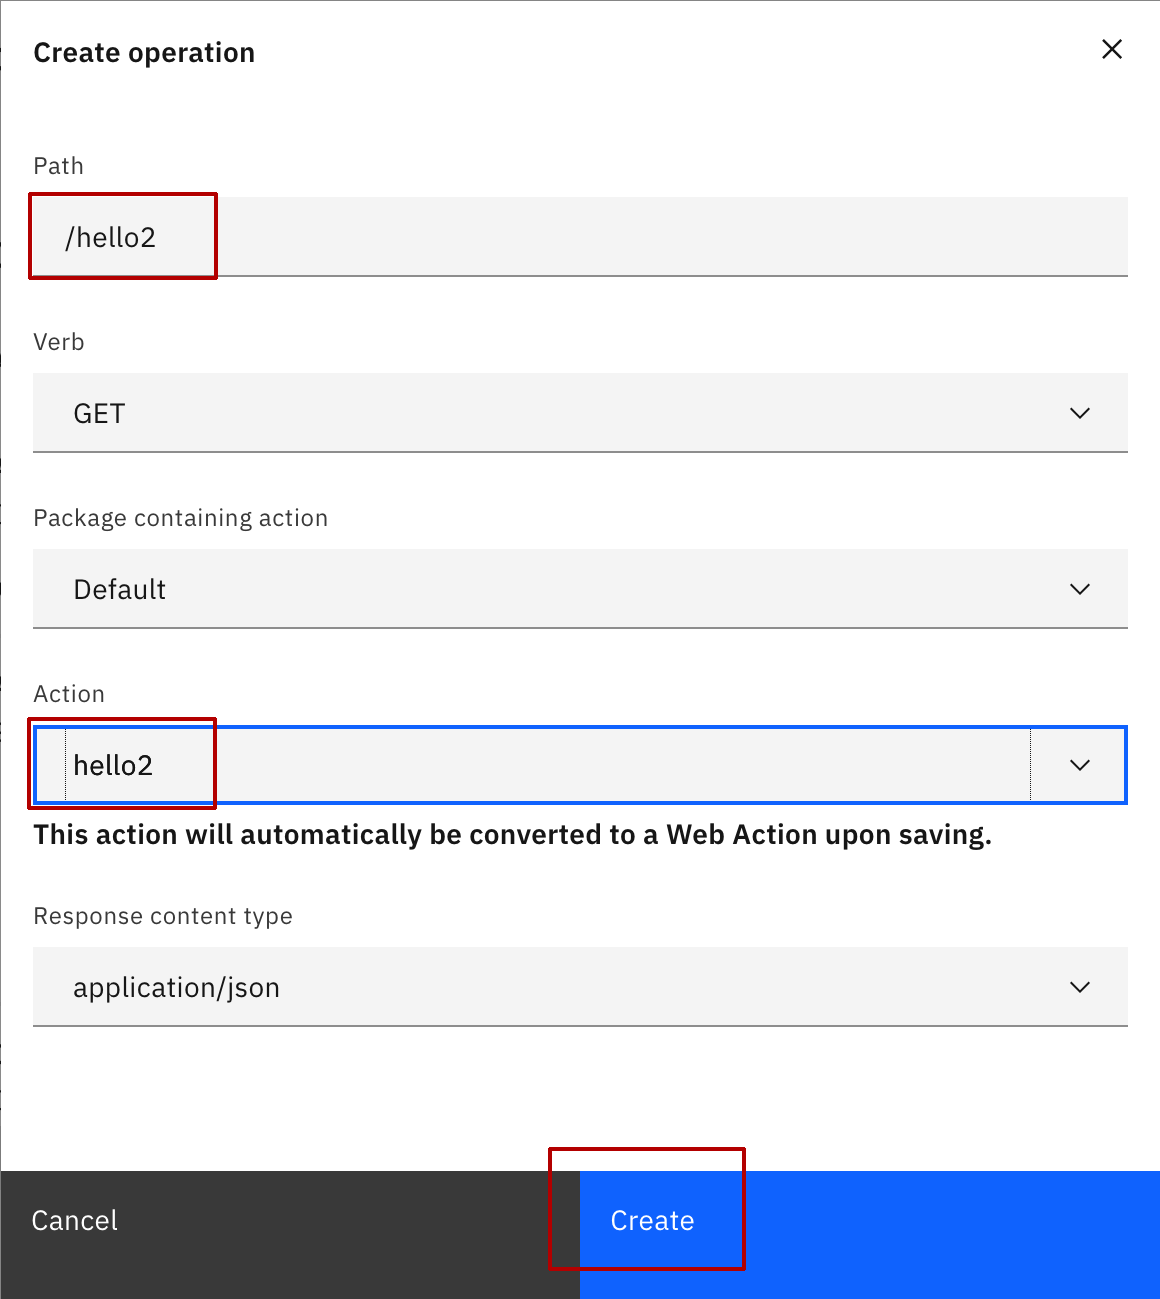 Create operation
Path
/hello2
Verb
GET
Package containing action
Default
Action
hello2
This action will automatically be converted to a Web Action upon saving.
Response content type
application/json
Cancel
Create